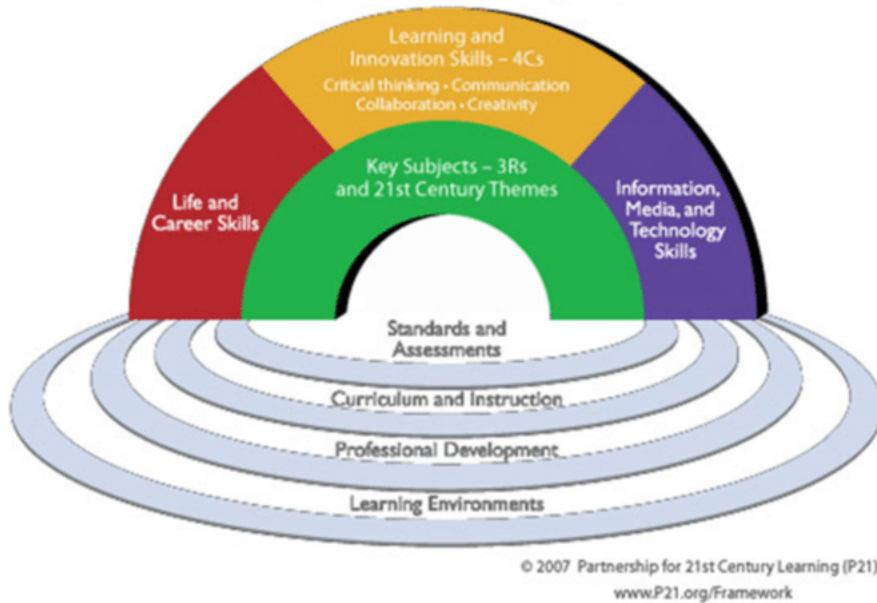 Learning and
Innovation Skills – 4Cs
Critical thinking • Communication
Collaboration • Creativity
Key Subjects – 3Rs
and 21st Century Themes
Life and
Career Skills
Information,
Media, and
Technology
Skills
Standards and
Assessments
Curriculum and Instruction
Professional Development
Learning Environments
© 2007 Partnership for 21st Century Learning (P21)
www.P21.org/Framework